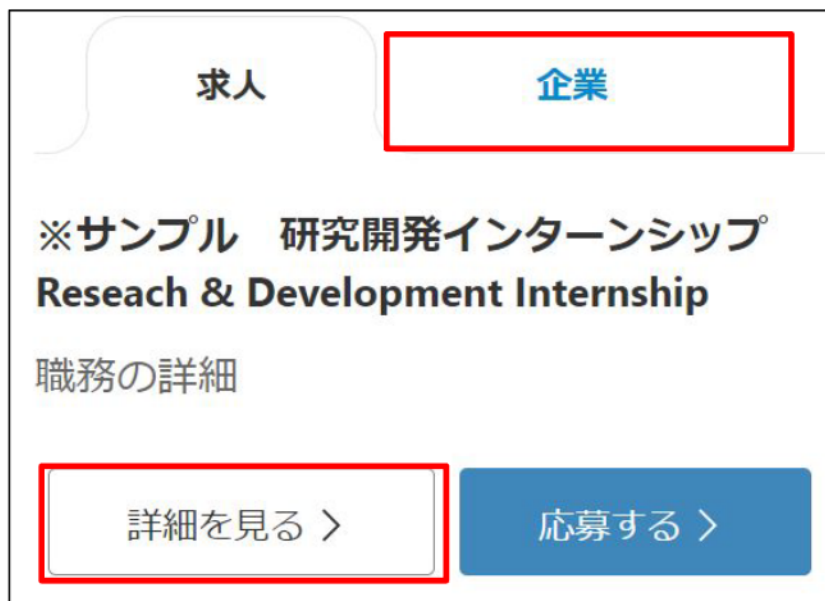 求人
企業
※サンプル　研究開発インターンシップ
Reseach & Development Internship
職務の詳細
詳細を見る >
応募する >